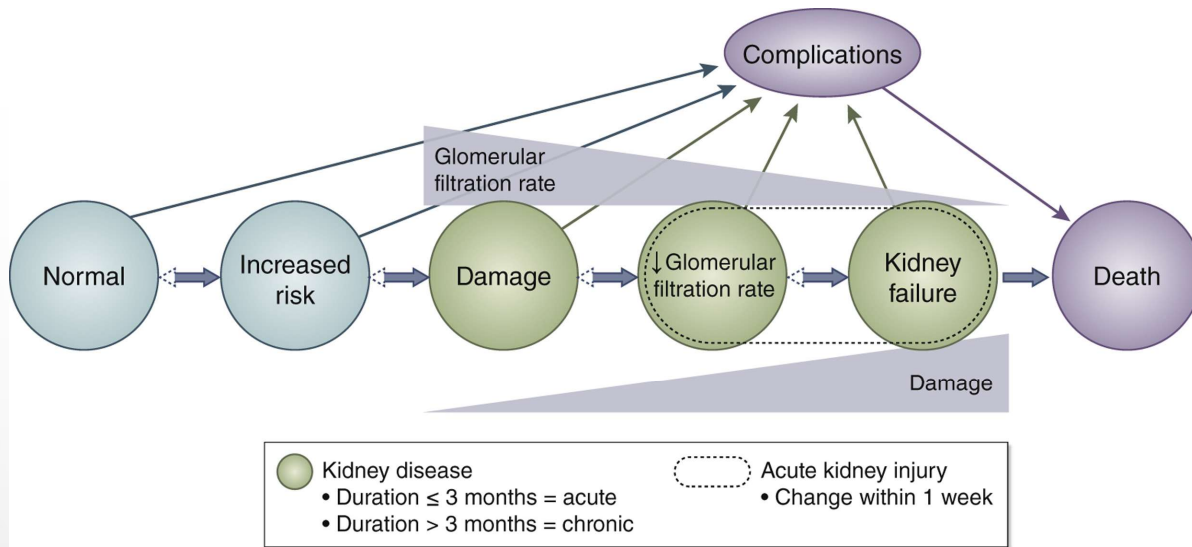 Complications
Glomerular
filtration rate
Normal
Increased
risk
Damage
↓ Glomerular
filtration rate
Kidney
failure
Death
Damage
Kidney disease
• Duration ≤ 3 months = acute
• Duration > 3 months = chronic
Acute kidney injury
• Change within 1 week